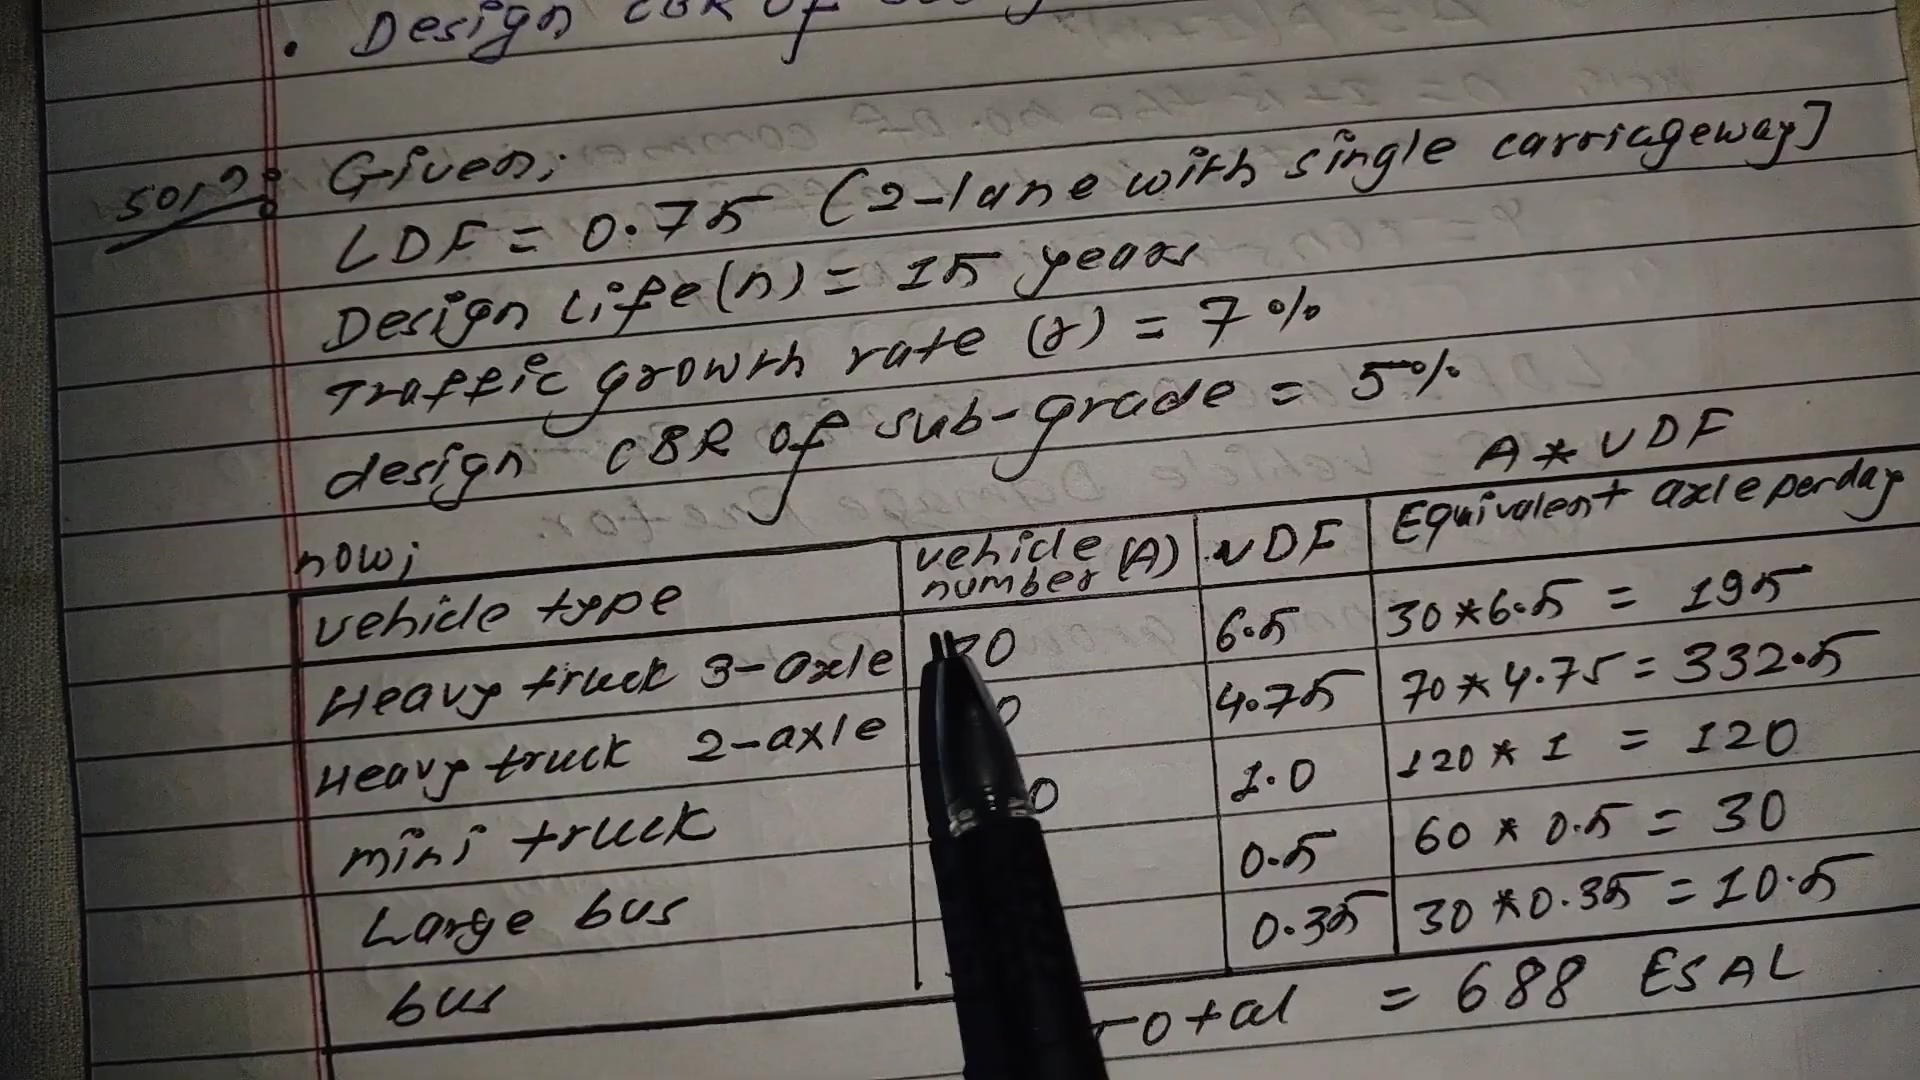 • Design CBR of
Soln: Given;
LDF = 0.75 (2-lane with single carriageway]
Design life(n) = 15 years
Traffic growth rate (r) = 7%
design CBR of sub-grade = 5%
A * VDF
now;
vehicle type vehicle number (A) VDF Equivalent axle per day
Heavy truck 3-axle 30 6.5 30*6.5 = 195
Heavy truck 2-axle 4.75 70*4.75 = 332.5
mini truck 1.0 120 * 1 = 120
Large bus 0.5 60 * 0.5 = 30
bus 0.35 30*0.35 = 10.5
Total = 688 ESAL